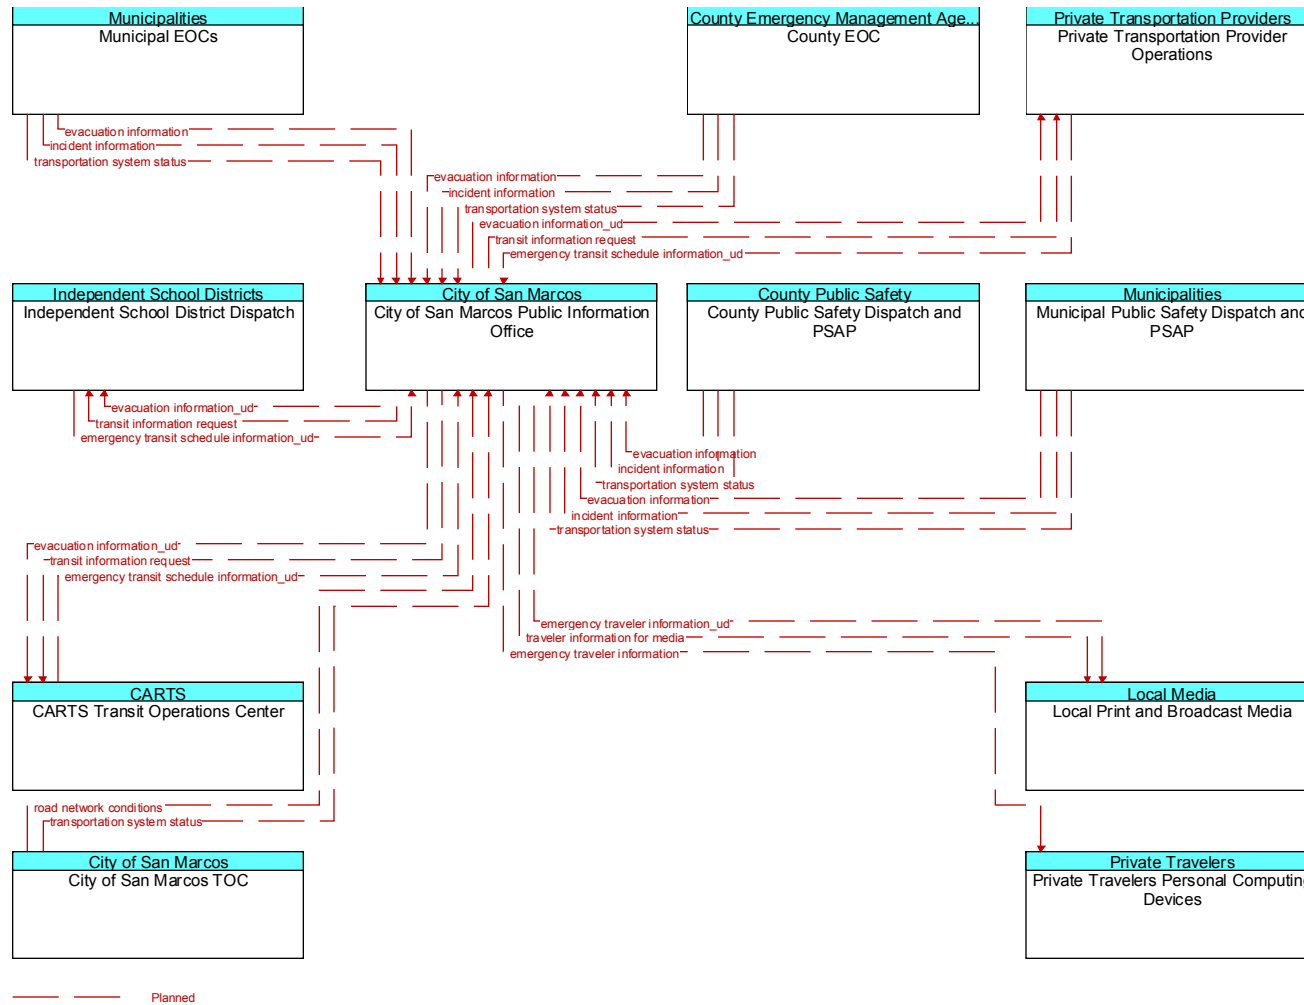 Municipalities
Municipal EOCs
County Emergency Management Age...
County EOC
Private Transportation Providers
Private Transportation Provider
Operations
evacuation information
incident information
transportation system status
evacuation information
incident information
transportation system status
evacuation information_ud
transit information request
emergency transit schedule information_ud
Independent School Districts
Independent School District Dispatch
City of San Marcos
City of San Marcos Public Information
Office
County Public Safety
County Public Safety Dispatch and
PSAP
Municipalities
Municipal Public Safety Dispatch and
PSAP
evacuation information_ud
transit information request
emergency transit schedule information_ud
evacuation information
incident information
transportation system status
evacuation information
incident information
transportation system status
evacuation information_ud
transit information request
emergency transit schedule information_ud
emergency traveler information_ud
traveler information for media
emergency traveler information
CARTS
CARTS Transit Operations Center
Local Media
Local Print and Broadcast Media
road network conditions
transportation system status
City of San Marcos
City of San Marcos TOC
Private Travelers
Private Travelers Personal Computing
Devices
Planned